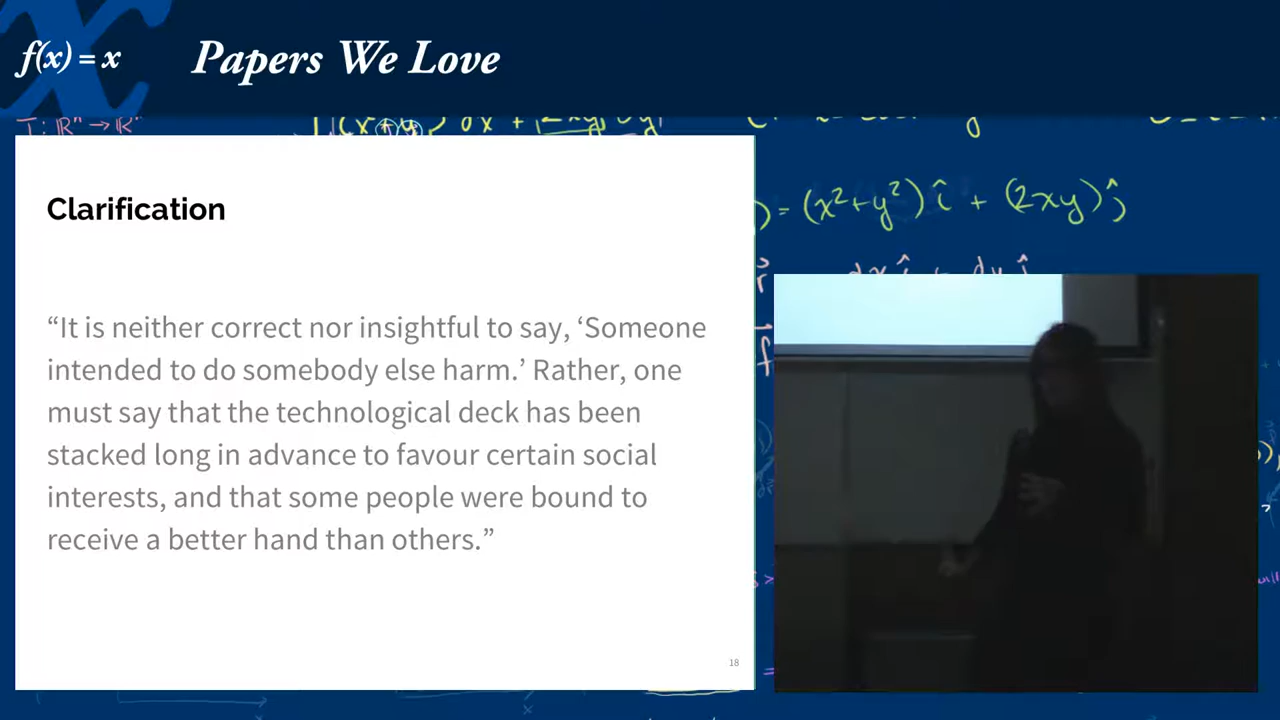 f(x) = x Papers We Love
T: ℝⁿ → ℝⁿ
= (x² + y²) î + (2xy) ĵ
Clarification
“It is neither correct nor insightful to say, ‘Someone
intended to do somebody else harm.’ Rather, one
must say that the technological deck has been
stacked long in advance to favour certain social
interests, and that some people were bound to
receive a better hand than others.”
18